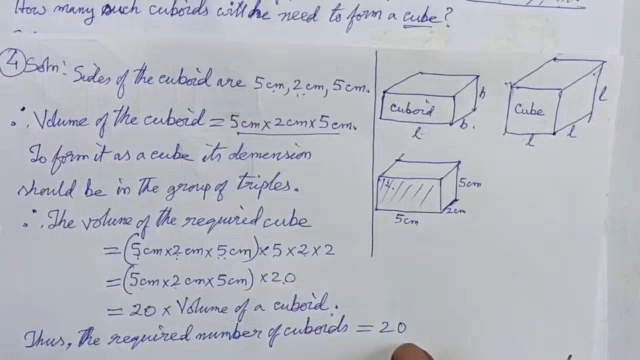 How many such cuboids will he need to form a cube?
4 Soln: Sides of the cuboid are 5cm, 2cm, 5cm.
∴ Volume of the cuboid = 5cm×2cm×5cm.
To form it as a cube its demension
should be in the group of triples.
∴ The volume of the required cube
= (5cm×2cm×5cm)×5×2×2
= (5cm×2cm×5cm)×20
= 20 × Volume of a cuboid.
Thus, the required number of cuboids = 20
cuboid
h
b
l
Cube
l
l
l
5cm
2cm
5cm